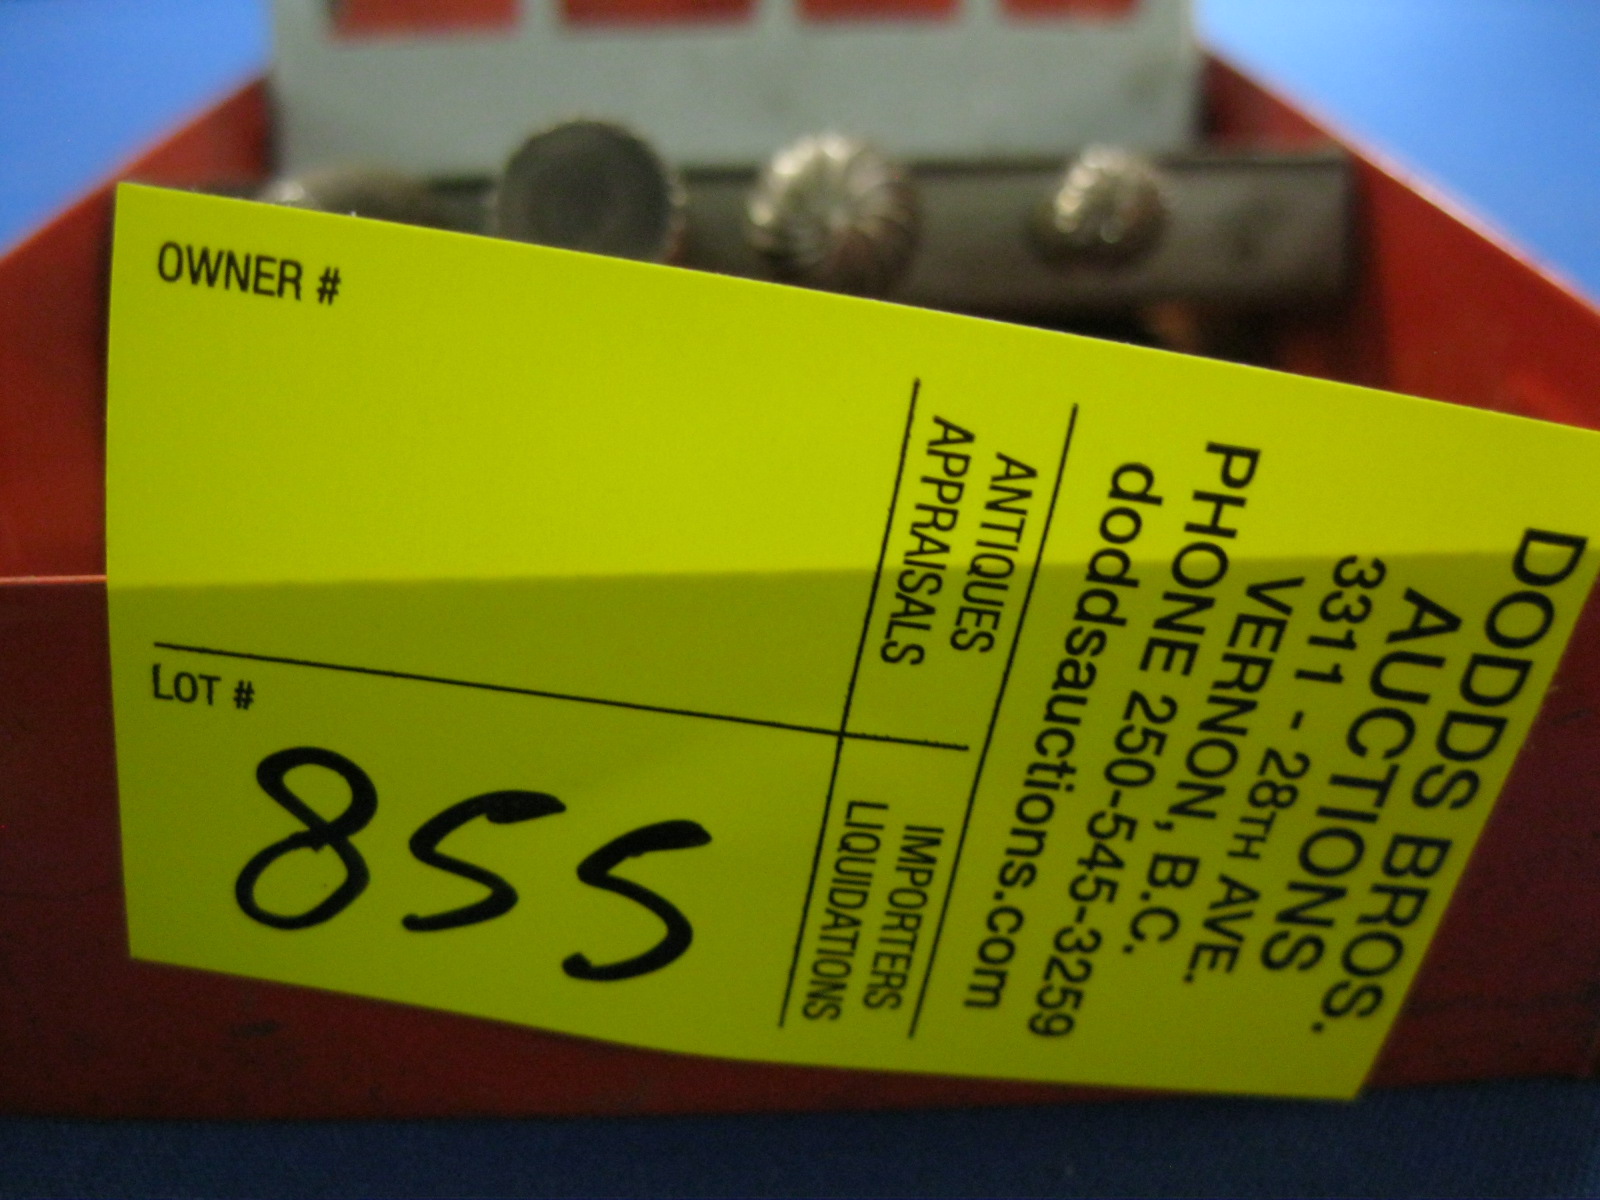 OWNER #
LOT #
855
ANTIQUES
APPRAISALS
IMPORTERS
LIQUIDATIONS
DODDS BROS.
AUCTIONS
3311 - 28TH AVE.
VERNON, B.C.
PHONE 250-545-3259
doddsauctions.com